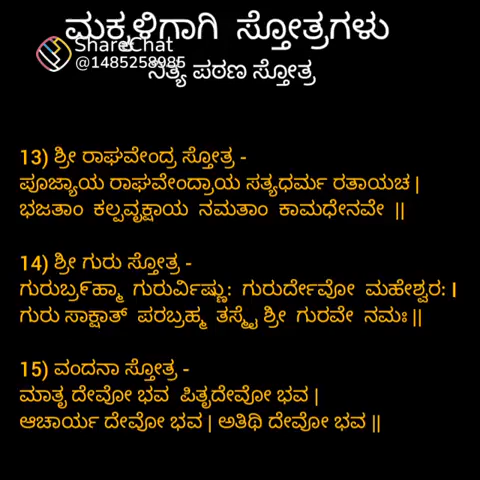 ಮಕ್ಕಳಿಗಾಗಿ ಸ್ತೋತ್ರಗಳು
ShareChat
@1485258985
ನಿತ್ಯ ಪಠಣ ಸ್ತೋತ್ರ
13) ಶ್ರೀ ರಾಘವೇಂದ್ರ ಸ್ತೋತ್ರ -
ಪೂಜ್ಯಾಯ ರಾಘವೇಂದ್ರಾಯ ಸತ್ಯಧರ್ಮ ರತಾಯಚ |
ಭಜತಾಂ ಕಲ್ಪವೃಕ್ಷಾಯ ನಮತಾಂ ಕಾಮಧೇನವೇ ||
14) ಶ್ರೀ ಗುರು ಸ್ತೋತ್ರ -
ಗುರುಬ್ರ೯ಹ್ಮಾ ಗುರುರ್ವಿಷ್ಣು: ಗುರುರ್ದೇವೋ ಮಹೇಶ್ವರ: I
ಗುರು ಸಾಕ್ಷಾತ್ ಪರಬ್ರಹ್ಮ ತಸ್ಮೈ ಶ್ರೀ ಗುರವೇ ನಮಃ ||
15) ವಂದನಾ ಸ್ತೋತ್ರ -
ಮಾತೃ ದೇವೋ ಭವ ಪಿತೃದೇವೋ ಭವ |
ಆಚಾರ್ಯ ದೇವೋ ಭವ | ಅತಿಥಿ ದೇವೋ ಭವ ||